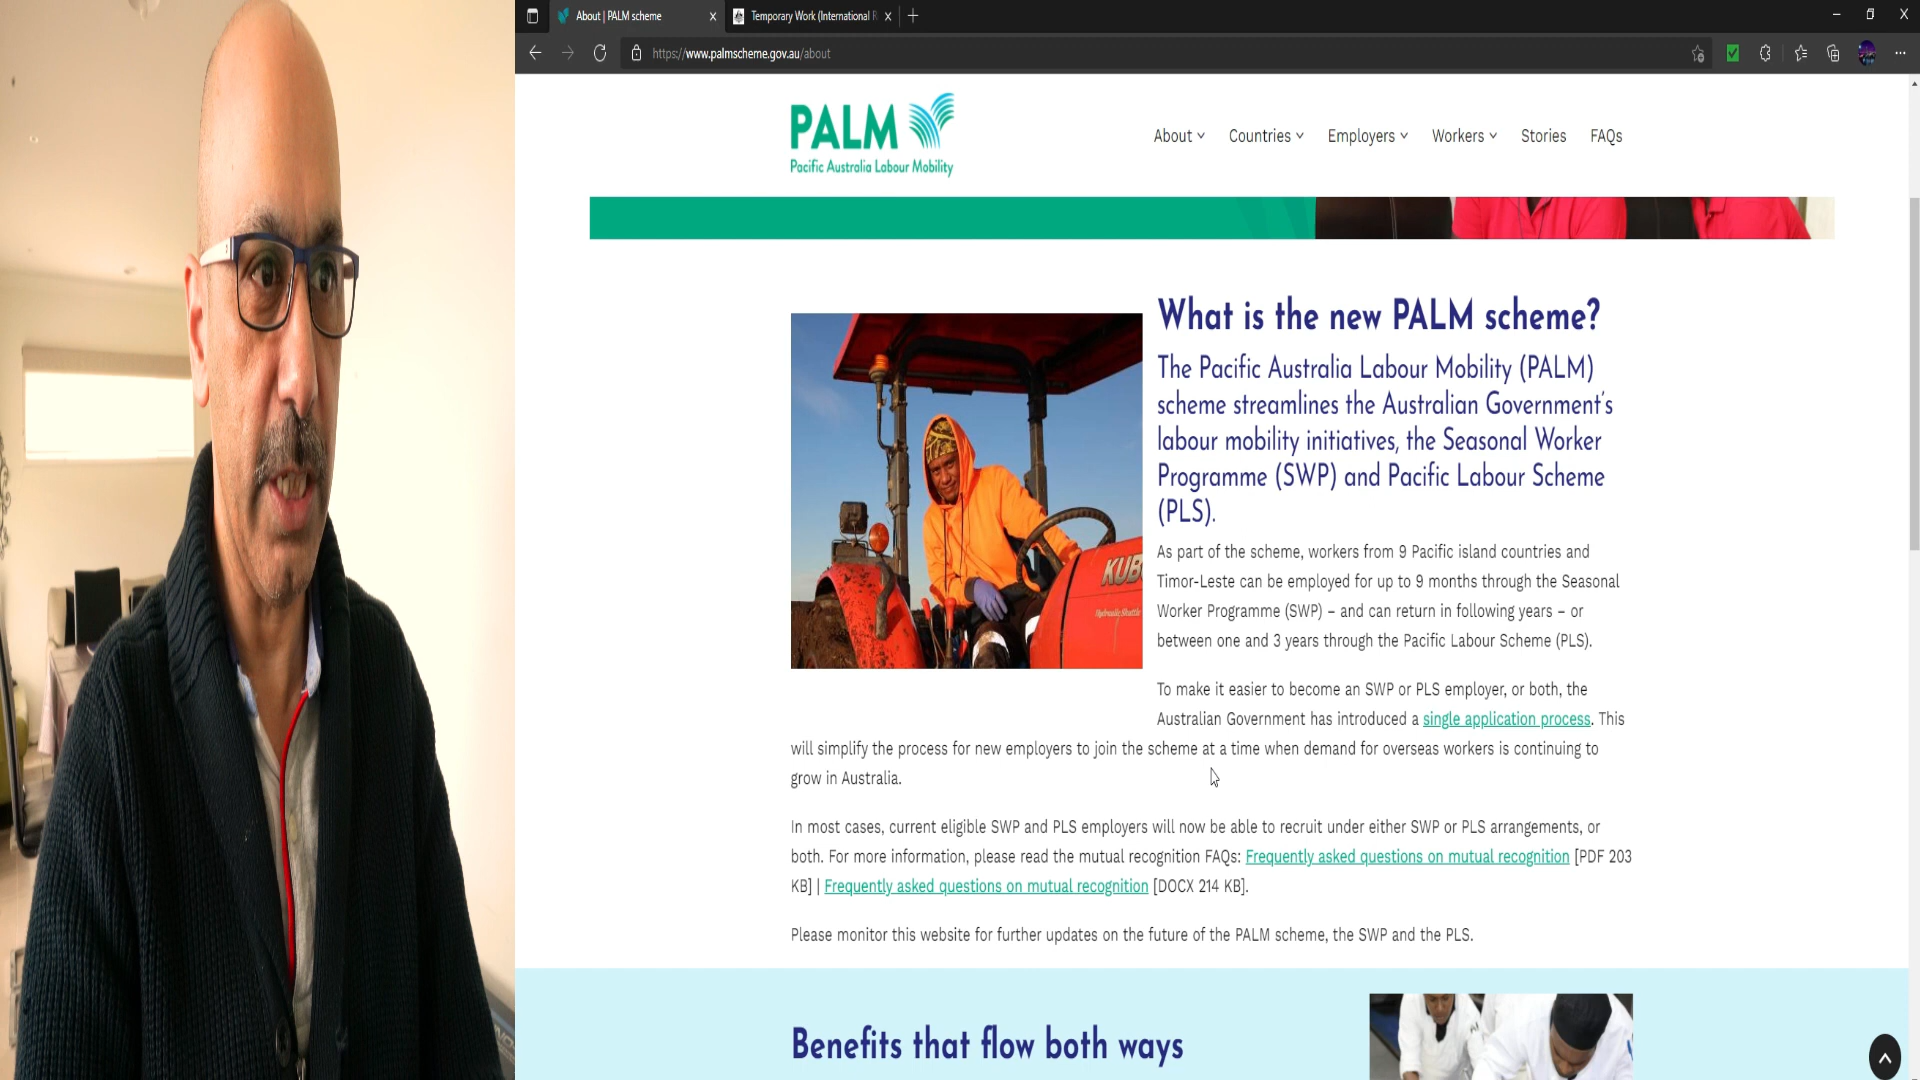 About | PALM scheme
Temporary Work (International R
https://www.palmscheme.gov.au/about
PALM
Pacific Australia Labour Mobility
About
Countries
Employers
Workers
Stories
FAQs
What is the new PALM scheme?
The Pacific Australia Labour Mobility (PALM)
scheme streamlines the Australian Government's
labour mobility initiatives, the Seasonal Worker
Programme (SWP) and Pacific Labour Scheme
(PLS).
As part of the scheme, workers from 9 Pacific island countries and
Timor-Leste can be employed for up to 9 months through the Seasonal
Worker Programme (SWP) – and can return in following years – or
between one and 3 years through the Pacific Labour Scheme (PLS).
To make it easier to become an SWP or PLS employer, or both, the
Australian Government has introduced a single application process. This
will simplify the process for new employers to join the scheme at a time when demand for overseas workers is continuing to
grow in Australia.
In most cases, current eligible SWP and PLS employers will now be able to recruit under either SWP or PLS arrangements, or
both. For more information, please read the mutual recognition FAQs: Frequently asked questions on mutual recognition [PDF 203
KB] | Frequently asked questions on mutual recognition [DOCX 214 KB].
Please monitor this website for further updates on the future of the PALM scheme, the SWP and the PLS.
KUB
Hydraulic Shuttle
Benefits that flow both ways